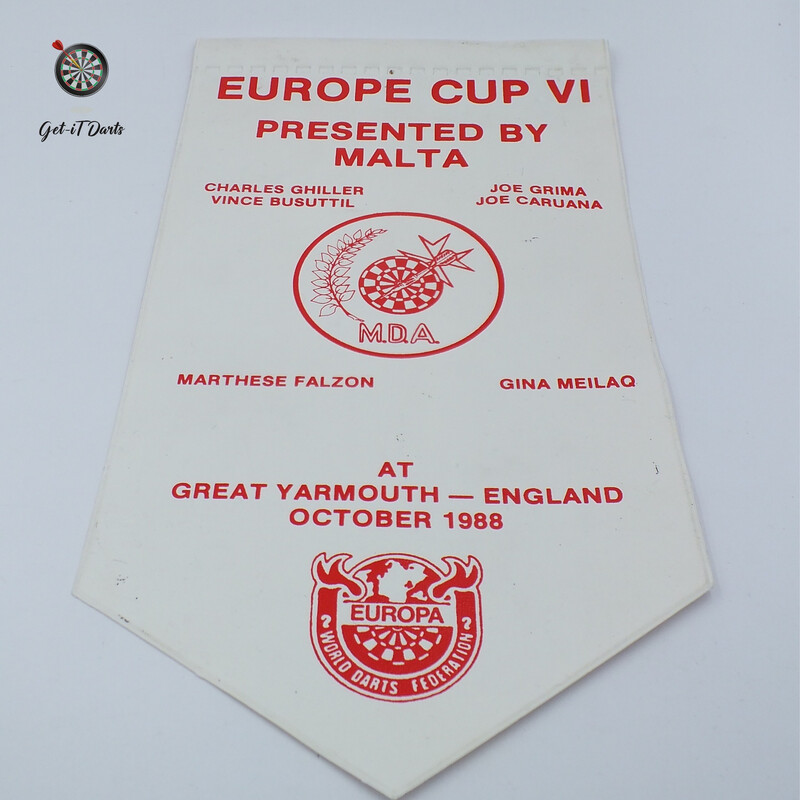 Get-iT Darts
EUROPE CUP VI
PRESENTED BY
MALTA
CHARLES GHILLER
VINCE BUSUTTIL
JOE GRIMA
JOE CARUANA
M.D.A.
MARTHESE FALZON
GINA MEILAQ
AT
GREAT YARMOUTH — ENGLAND
OCTOBER 1988
EUROPA
WORLD DARTS FEDERATION